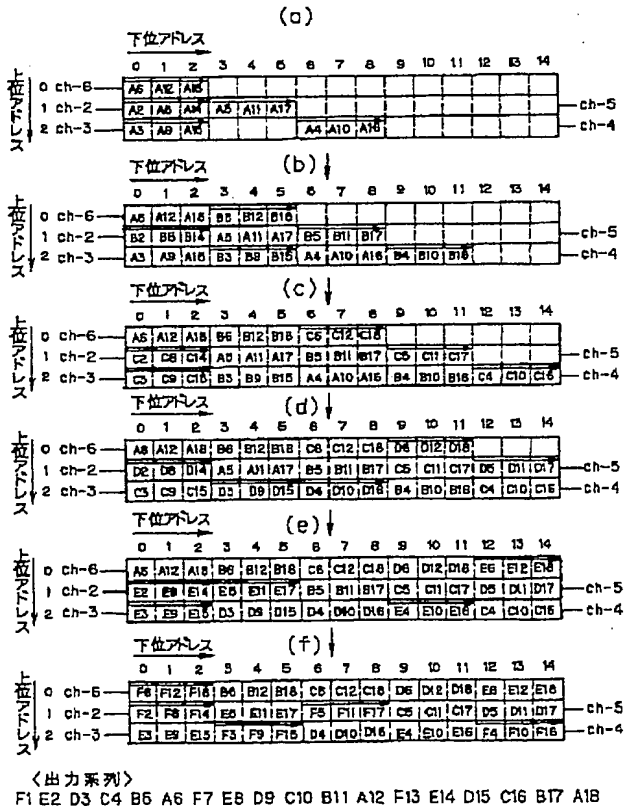 (a)
下位アドレス
0 1 2 3 4 5 6 7 8 9 10 11 12 13 14
上位アドレス
0 ch-6 A6 A12 A18
1 ch-2 A2 A8 A14 A5 A11 A17 ch-5
2 ch-3 A3 A9 A15 A4 A10 A16 ch-4
(b)
下位アドレス
0 1 2 3 4 5 6 7 8 9 10 11 12 13 14
上位アドレス
0 ch-6 A6 A12 A18 B6 B12 B18
1 ch-2 B2 B8 B14 A5 A11 A17 B5 B11 B17 ch-5
2 ch-3 A3 A9 A15 B3 B9 B15 A4 A10 A16 B4 B10 B16 ch-4
(c)
下位アドレス
0 1 2 3 4 5 6 7 8 9 10 11 12 13 14
上位アドレス
0 ch-6 A6 A12 A18 B6 B12 B18 C6 C12 C18
1 ch-2 C2 C8 C14 A5 A11 A17 B5 B11 B17 C5 C11 C17 ch-5
2 ch-3 C3 C9 C15 B3 B9 B15 A4 A10 A16 B4 B10 B16 C4 C10 C16 ch-4
(d)
下位アドレス
0 1 2 3 4 5 6 7 8 9 10 11 12 13 14
上位アドレス
0 ch-6 A6 A12 A18 B6 B12 B18 C6 C12 C18 D6 D12 D18
1 ch-2 D2 D8 D14 A5 A11 A17 B5 B11 B17 C5 C11 C17 D5 D11 D17 ch-5
2 ch-3 C3 C9 C15 D3 D9 D15 D4 D10 D16 B4 B10 B16 C4 C10 C16 ch-4
(e)
下位アドレス
0 1 2 3 4 5 6 7 8 9 10 11 12 13 14
上位アドレス
0 ch-6 A6 A12 A18 B6 B12 B18 C6 C12 C18 D6 D12 D18 E6 E12 E18
1 ch-2 E2 E8 E14 E5 E11 E17 B5 B11 B17 C5 C11 C17 D5 D11 D17 ch-5
2 ch-3 E3 E9 E15 D3 D9 D15 D4 D10 D16 E4 E10 E16 C4 C10 C16 ch-4
(f)
下位アドレス
0 1 2 3 4 5 6 7 8 9 10 11 12 13 14
上位アドレス
0 ch-6 F6 F12 F18 B6 B12 B18 C6 C12 C18 D6 D12 D18 E6 E12 E18
1 ch-2 F2 F8 F14 E5 E11 E17 F5 F11 F17 C5 C11 C17 D5 D11 D17 ch-5
2 ch-3 E3 E9 E15 F3 F9 F15 D4 D10 D16 E4 E10 E16 F4 F10 F16 ch-4
〈出力系列〉
F1 E2 D3 C4 B5 A6 F7 E8 D9 C10 B11 A12 F13 E14 D15 C16 B17 A18